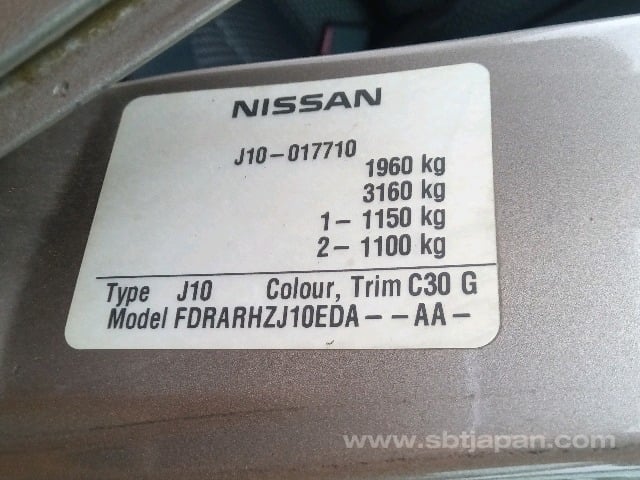 NISSAN
J10-017710
1960 kg
3160 kg
1- 1150 kg
2- 1100 kg
Type J10 Colour, Trim C30 G
Model FDRARHZJ10EDA--AA-
www.sbtjapan.com